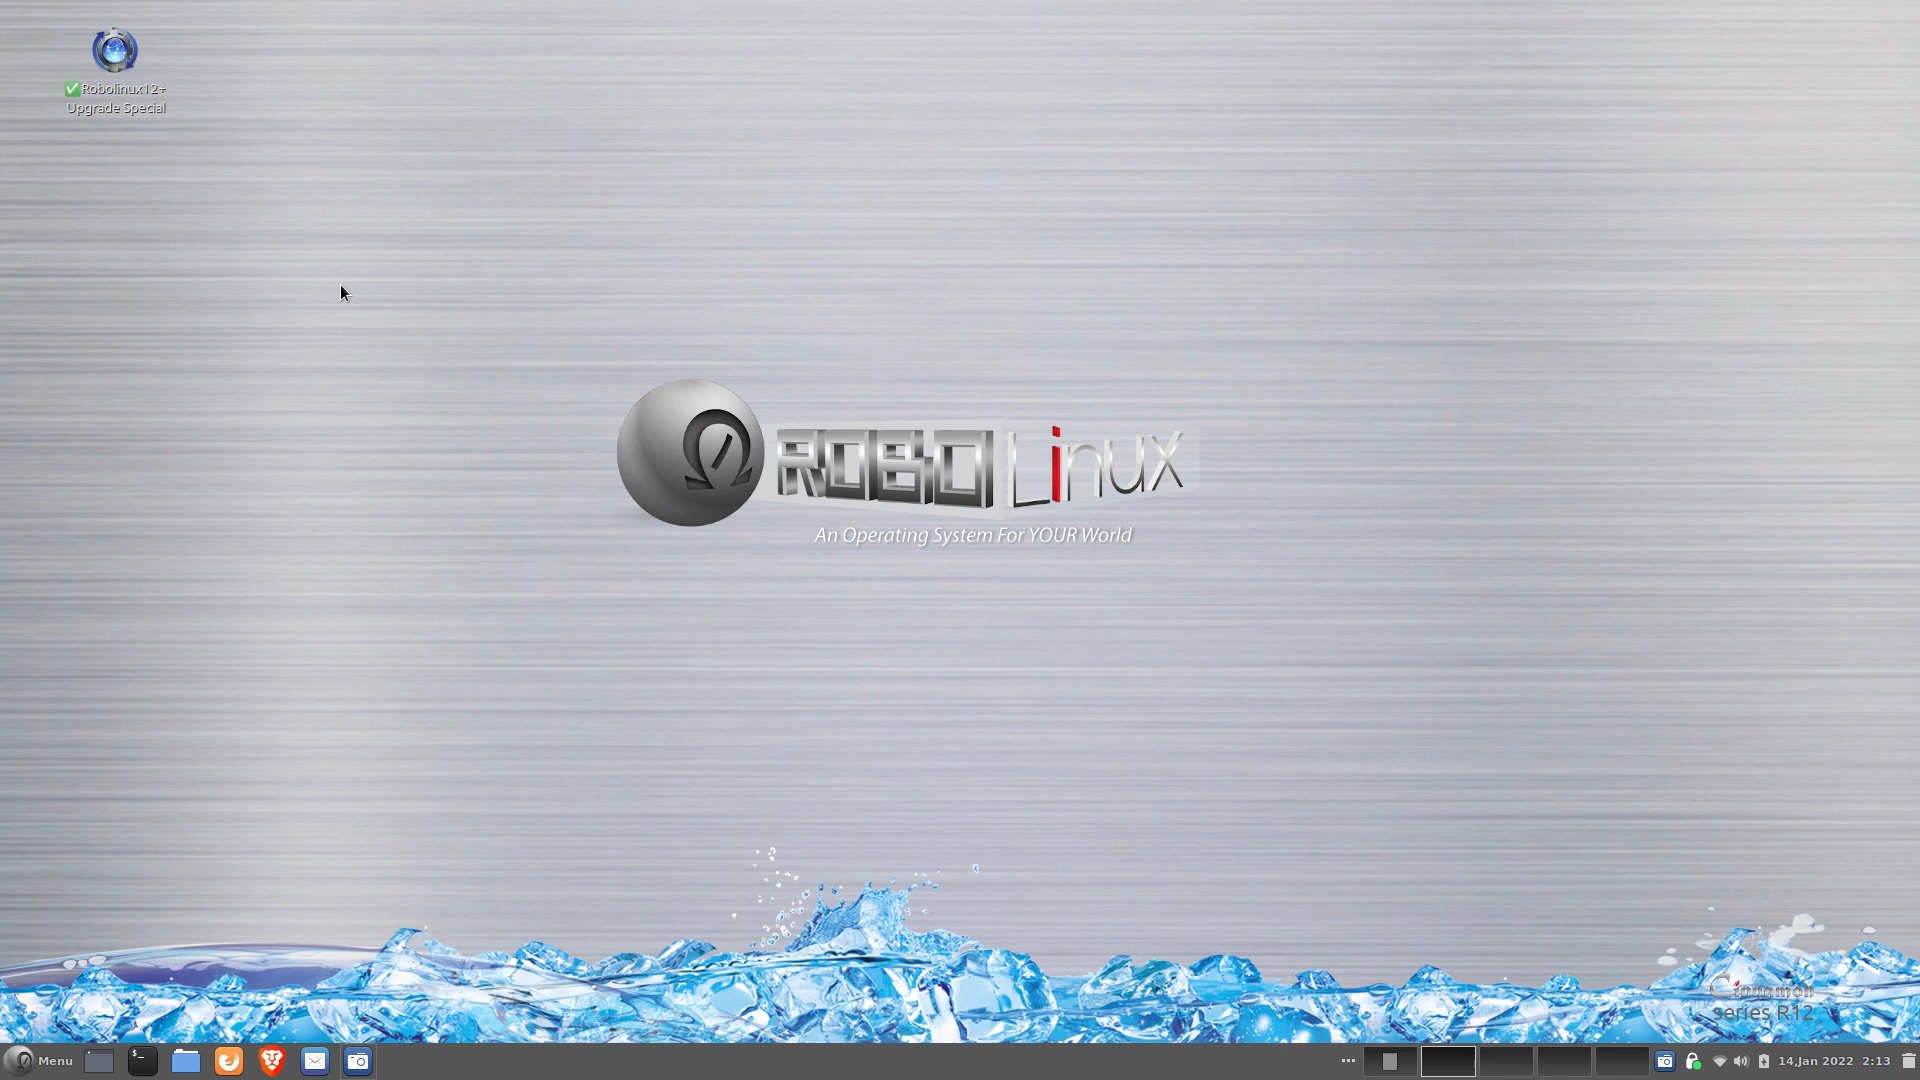 ✅Robolinux12+
Upgrade Special
ROBOLinux
An Operating System For YOUR World
Cinnamon
series R12
$_
Menu
14,Jan 2022 2:13